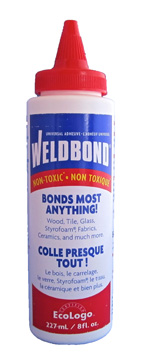 UNIVERSAL ADHESIVE / L'ADHÉSIF UNIVERSEL
WELDBOND
NON-TOXIC • NON TOXIQUE
BONDS MOST
ANYTHING!
Wood, Tile, Glass,
Styrofoam®, Fabrics,
Ceramics, and much more.
COLLE PRESQUE
TOUT !
Le bois, le carrelage,
le verre, Styrofoam®, le tissu,
la céramique et bien plus.
EcoLogo
227 mL / 8 fl. oz.